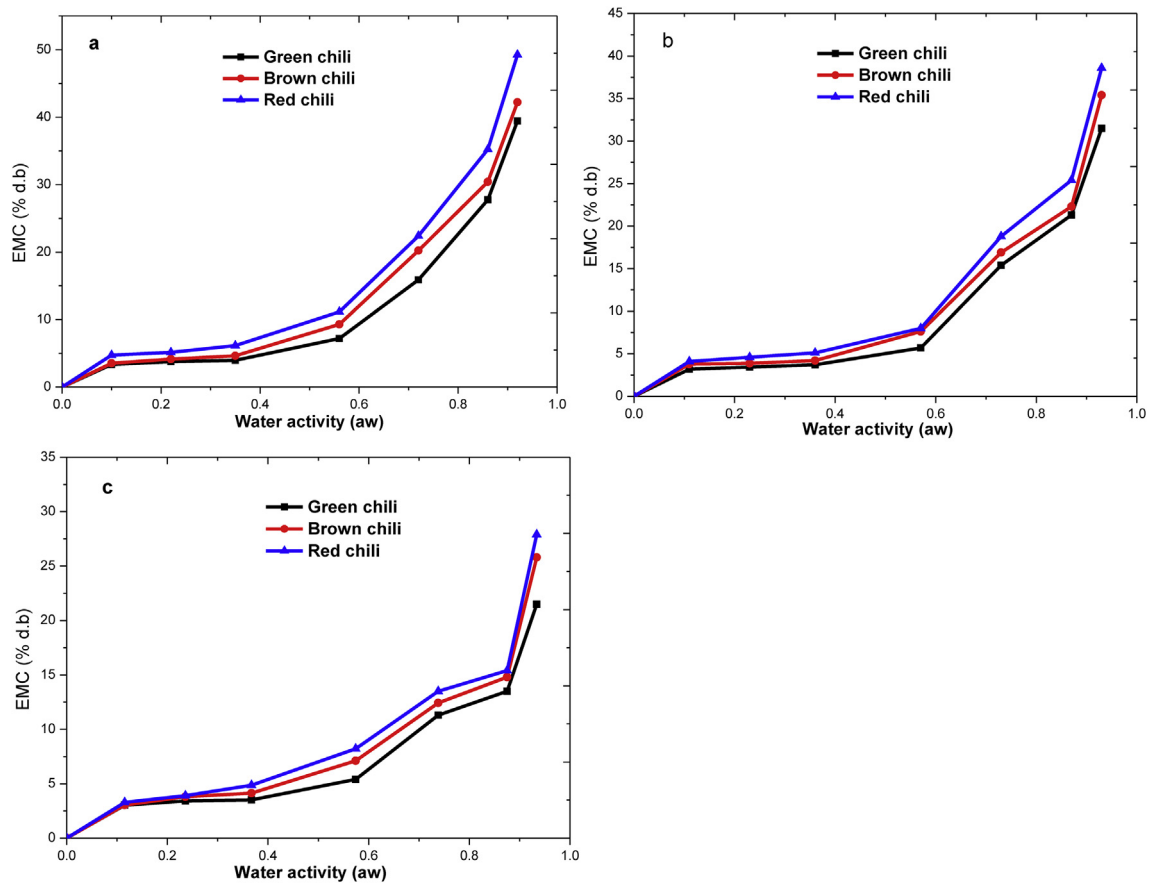 a
Green chili
Brown chili
Red chili
50
40
30
20
10
0
EMC (% d.b)
0.0 0.2 0.4 0.6 0.8 1.0
Water activity (aw)
b
Green chili
Brown chili
Red chili
45
40
35
30
25
20
15
10
5
0
EMC (% d.b)
0.0 0.2 0.4 0.6 0.8 1.0
Water activity (aw)
c
Green chili
Brown chili
Red chili
35
30
25
20
15
10
5
0
EMC (% d.b)
0.0 0.2 0.4 0.6 0.8 1.0
Water activity (aw)